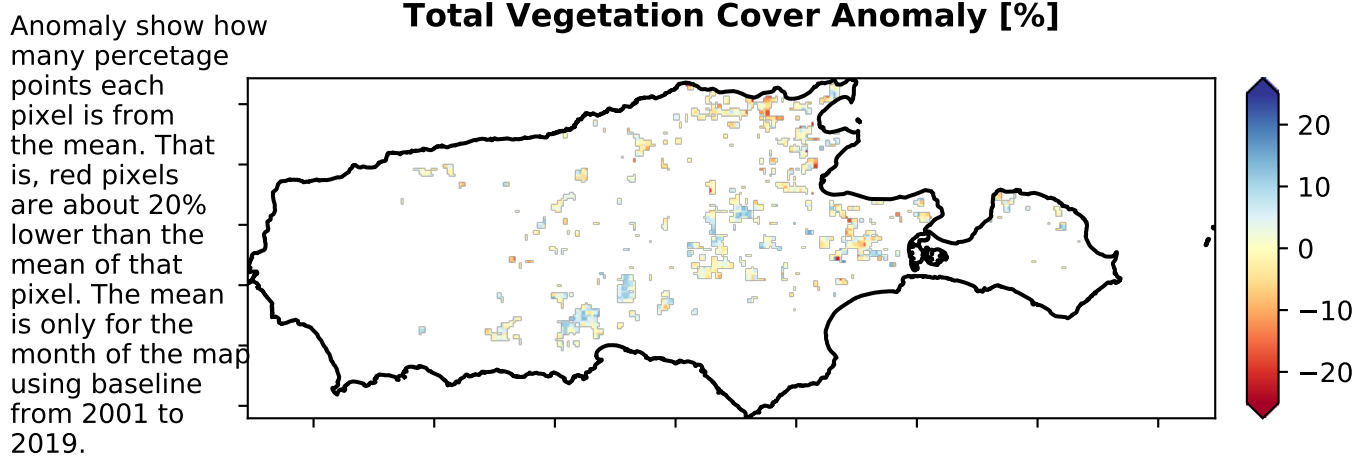 Total Vegetation Cover Anomaly [%]
Anomaly show how
many percetage
points each
pixel is from
the mean. That
is, red pixels
are about 20%
lower than the
mean of that
pixel. The mean
is only for the
month of the map
using baseline
from 2001 to
2019.
20
10
0
−10
−20